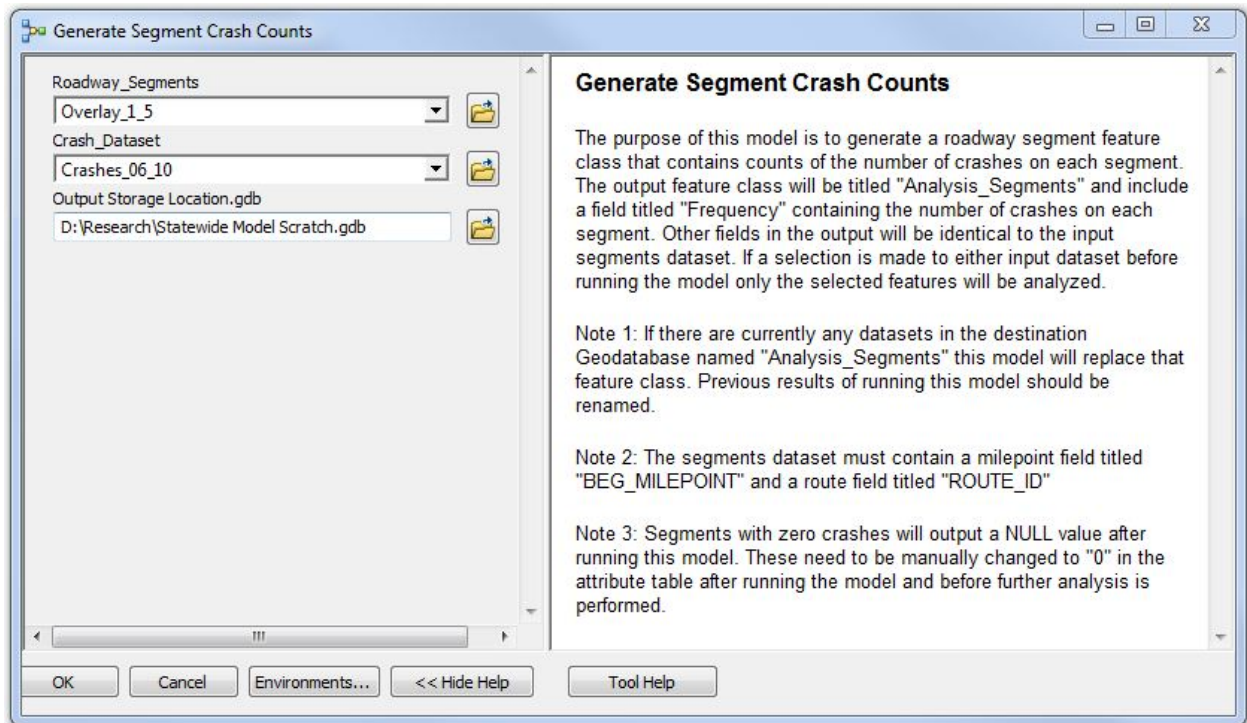 Generate Segment Crash Counts
Roadway_Segments
Overlay_1_5
Crash_Dataset
Crashes_06_10
Output Storage Location.gdb
D:\Research\Statewide Model Scratch.gdb
Generate Segment Crash Counts
The purpose of this model is to generate a roadway segment feature
class that contains counts of the number of crashes on each segment.
The output feature class will be titled "Analysis_Segments" and include
a field titled "Frequency" containing the number of crashes on each
segment. Other fields in the output will be identical to the input
segments dataset. If a selection is made to either input dataset before
running the model only the selected features will be analyzed.
Note 1: If there are currently any datasets in the destination
Geodatabase named "Analysis_Segments" this model will replace that
feature class. Previous results of running this model should be
renamed.
Note 2: The segments dataset must contain a milepoint field titled
"BEG_MILEPOINT" and a route field titled "ROUTE_ID"
Note 3: Segments with zero crashes will output a NULL value after
running this model. These need to be manually changed to "0" in the
attribute table after running the model and before further analysis is
performed.
OK
Cancel
Environments...
<< Hide Help
Tool Help